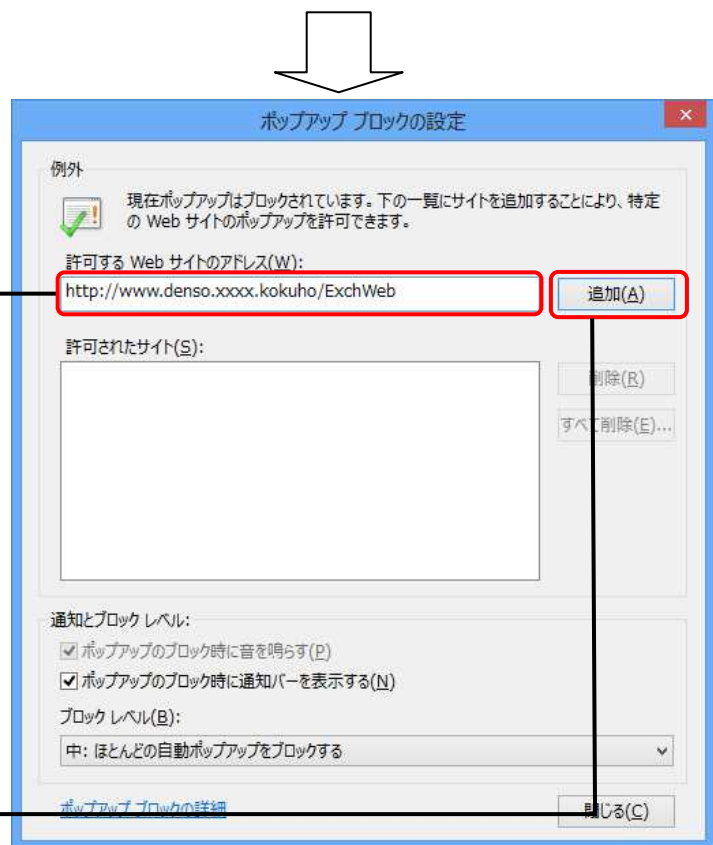 ポップアップ ブロックの設定
例外
現在ポップアップはブロックされています。下の一覧にサイトを追加することにより、特定
の Web サイトのポップアップを許可できます。
許可する Web サイトのアドレス(W):
http://www.denso.xxxx.kokuho/ExchWeb
追加(A)
許可されたサイト(S):
削除(R)
すべて削除(E)...
通知とブロック レベル:
ポップアップのブロック時に音を鳴らす(P)
ポップアップのブロック時に通知バーを表示する(N)
ブロック レベル(B):
中: ほとんどの自動ポップアップをブロックする
ポップアップ ブロックの詳細
閉じる(C)